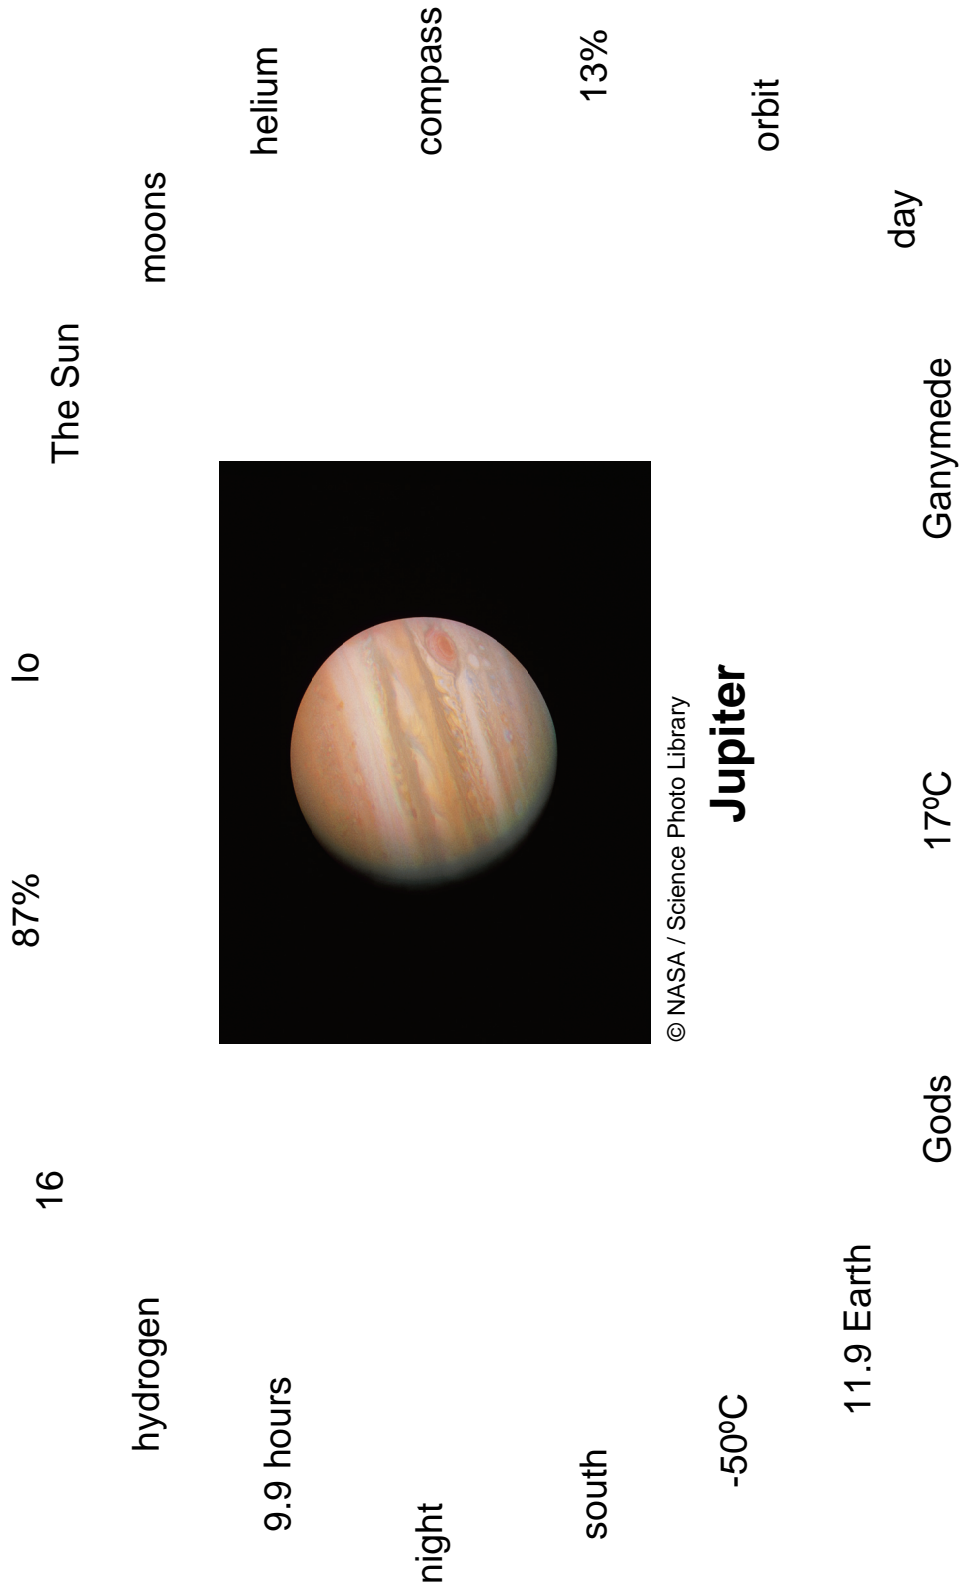 87%
Io
16
The Sun
hydrogen
moons
9.9 hours
helium
night
compass
south
13%
© NASA / Science Photo Library
Jupiter
-50ºC
orbit
11.9 Earth
day
Gods
17ºC
Ganymede